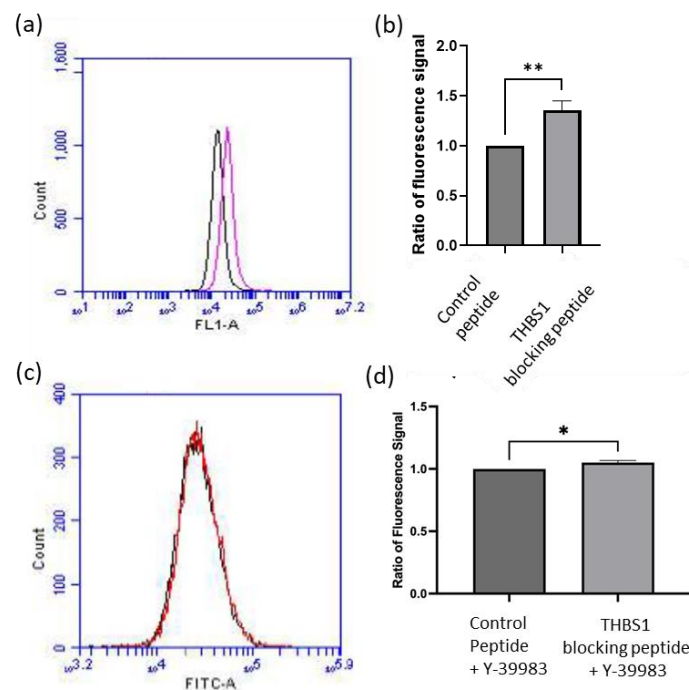 (a)
(b)
1,600
1,000
500
0
Count
10^1 10^2 10^3 10^4 10^5 10^6 10^7.2
FL1-A
Ratio of fluorescence signal
2.0
1.5
1.0
0.5
0.0
**
Control
peptide
THBS1
blocking peptide
(c)
(d)
400
300
200
100
0
Count
10^3.2 10^4 10^5 10^5.9
FITC-A
Ratio of Fluorescence Signal
1.5
1.0
0.5
0.0
*
Control
Peptide
+ Y-39983
THBS1
blocking peptide
+ Y-39983